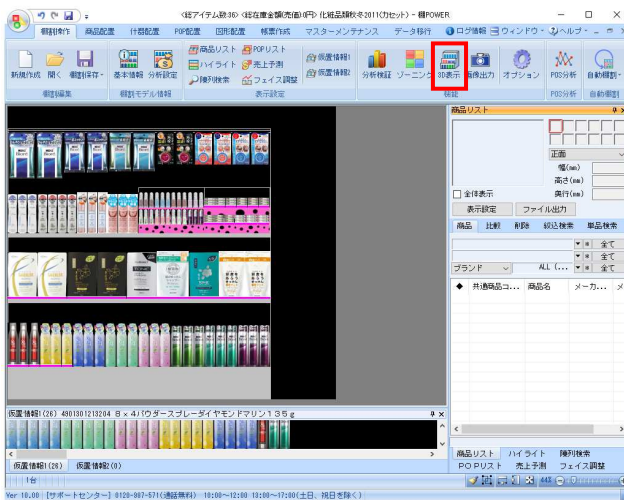 <総アイテム数:36> <総在庫金額(売価):0円> (化粧品類秋冬2011(カセット) - 棚POWER
棚割操作 商品配置 什器配置 POP配置 図形配置 帳票作成 マスターメンテナンス データ移行 ログ情報 ウィンドウ ヘルプ
商品リスト POPリスト 仮置情報1
ハイライト 売上予測 仮置情報2
陳列検索 フェイス調整
新規作成 開く 棚割保存 基本情報 分析設定 分析検証 ゾーニング 3D表示 画像出力 オプション POS分析 自動棚割
棚割編集 棚割モデル情報 表示設定 機能 POS分析 自動棚割
商品リスト
正面
幅(mm)
高さ(mm)
奥行(mm)
全体表示
表示設定 ファイル出力
商品 比較 削除 絞込検索 単品検索
全て
全て
ブランド ALL (... 全て
共通商品コ... 商品名 メーカ... メ
仮置情報1(26) 4901301213204 8×4パウダースプレーダイヤモンドマリン135g
仮置情報1(26) 仮置情報2(0)
商品リスト ハイライト 陳列検索
POPリスト 売上予測 フェイス調整
1台 44%
Ver 10.00 [サポートセンター] 0120-907-571(通話無料) 10:00～12:00 13:00～17:00(土日、祝日を除く)